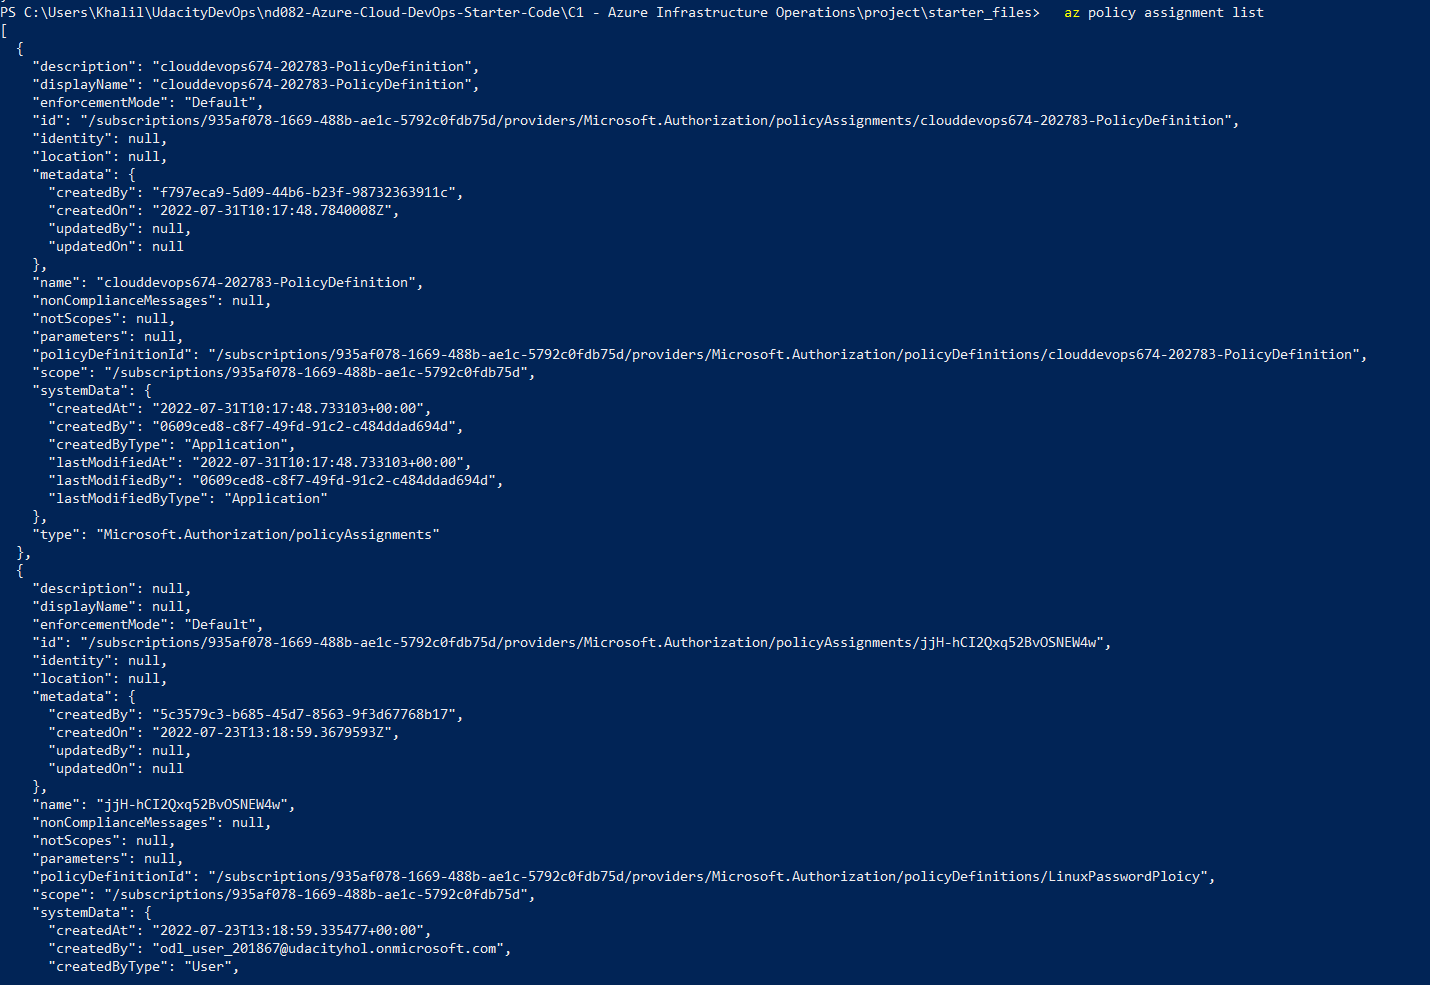 PS C:\Users\Khalil\UdacityDevOps\nd082-Azure-Cloud-DevOps-Starter-Code\C1 - Azure Infrastructure Operations\project\starter_files>   az policy assignment list
[
  {
    "description": "clouddevops674-202783-PolicyDefinition",
    "displayName": "clouddevops674-202783-PolicyDefinition",
    "enforcementMode": "Default",
    "id": "/subscriptions/935af078-1669-488b-ae1c-5792c0fdb75d/providers/Microsoft.Authorization/policyAssignments/clouddevops674-202783-PolicyDefinition",
    "identity": null,
    "location": null,
    "metadata": {
      "createdBy": "f797eca9-5d09-44b6-b23f-98732363911c",
      "createdOn": "2022-07-31T10:17:48.7840008Z",
      "updatedBy": null,
      "updatedOn": null
    },
    "name": "clouddevops674-202783-PolicyDefinition",
    "nonComplianceMessages": null,
    "notScopes": null,
    "parameters": null,
    "policyDefinitionId": "/subscriptions/935af078-1669-488b-ae1c-5792c0fdb75d/providers/Microsoft.Authorization/policyDefinitions/clouddevops674-202783-PolicyDefinition",
    "scope": "/subscriptions/935af078-1669-488b-ae1c-5792c0fdb75d",
    "systemData": {
      "createdAt": "2022-07-31T10:17:48.733103+00:00",
      "createdBy": "0609ced8-c8f7-49fd-91c2-c484ddad694d",
      "createdByType": "Application",
      "lastModifiedAt": "2022-07-31T10:17:48.733103+00:00",
      "lastModifiedBy": "0609ced8-c8f7-49fd-91c2-c484ddad694d",
      "lastModifiedByType": "Application"
    },
    "type": "Microsoft.Authorization/policyAssignments"
  },
  {
    "description": null,
    "displayName": null,
    "enforcementMode": "Default",
    "id": "/subscriptions/935af078-1669-488b-ae1c-5792c0fdb75d/providers/Microsoft.Authorization/policyAssignments/jjH-hCI2Qxq52BvOSNEW4w",
    "identity": null,
    "location": null,
    "metadata": {
      "createdBy": "5c3579c3-b685-45d7-8563-9f3d67768b17",
      "createdOn": "2022-07-23T13:18:59.3679593Z",
      "updatedBy": null,
      "updatedOn": null
    },
    "name": "jjH-hCI2Qxq52BvOSNEW4w",
    "nonComplianceMessages": null,
    "notScopes": null,
    "parameters": null,
    "policyDefinitionId": "/subscriptions/935af078-1669-488b-ae1c-5792c0fdb75d/providers/Microsoft.Authorization/policyDefinitions/LinuxPasswordPloicy",
    "scope": "/subscriptions/935af078-1669-488b-ae1c-5792c0fdb75d",
    "systemData": {
      "createdAt": "2022-07-23T13:18:59.335477+00:00",
      "createdBy": "odl_user_201867@udacityhol.onmicrosoft.com",
      "createdByType": "User",